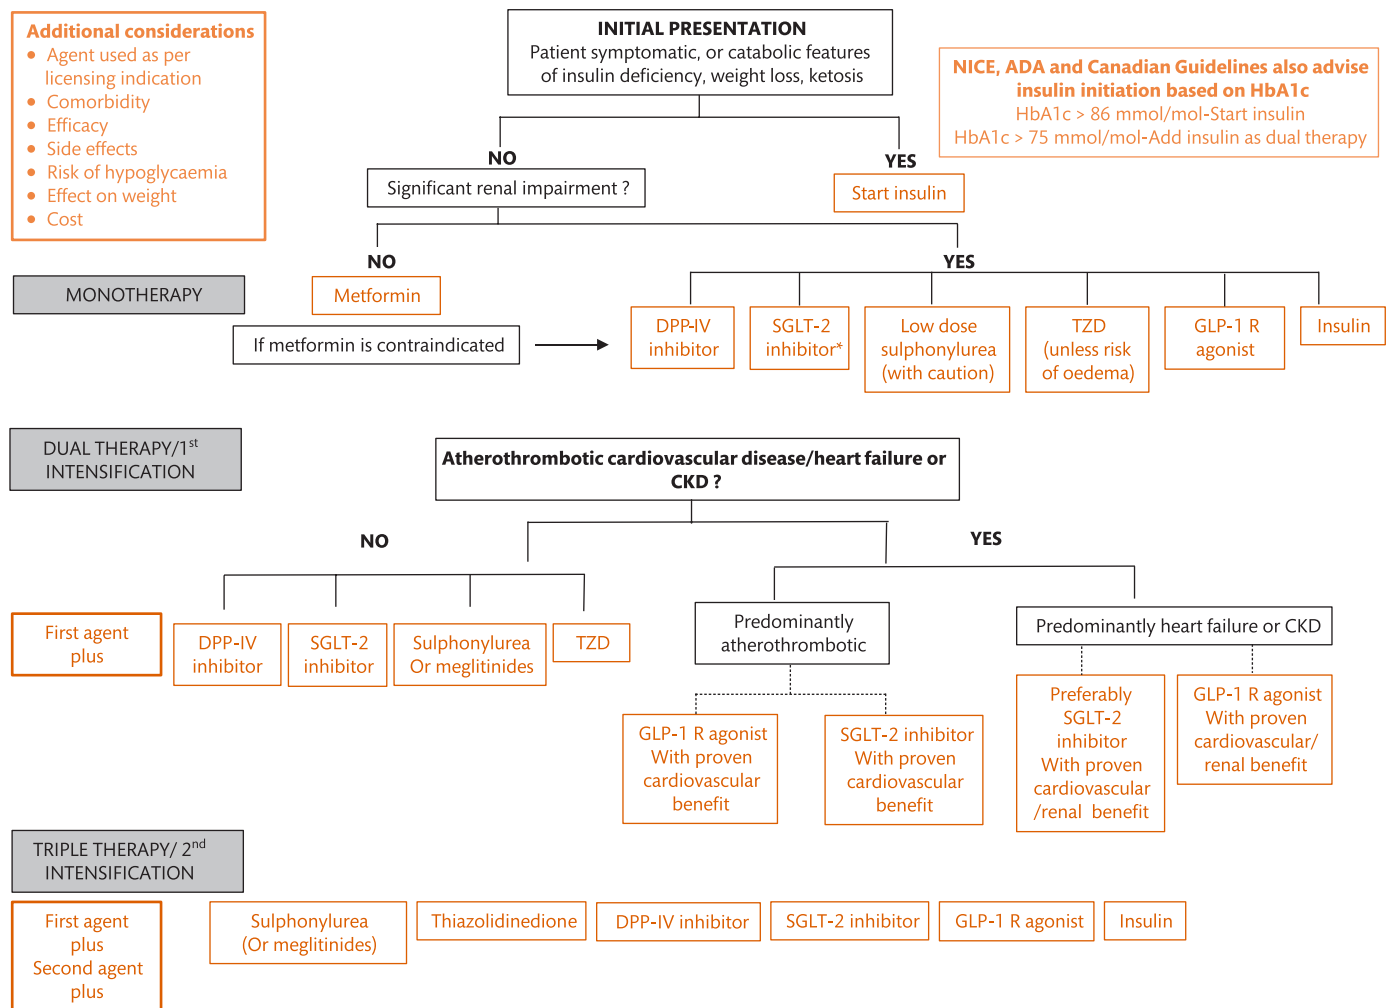 Additional considerations
• Agent used as per
licensing indication
• Comorbidity
• Efficacy
• Side effects
• Risk of hypoglycaemia
• Effect on weight
• Cost
INITIAL PRESENTATION
Patient symptomatic, or catabolic features
of insulin deficiency, weight loss, ketosis
NICE, ADA and Canadian Guidelines also advise
insulin initiation based on HbA1c
HbA1c > 86 mmol/mol-Start insulin
HbA1c > 75 mmol/mol-Add insulin as dual therapy
NO
YES
Significant renal impairment ?
Start insulin
NO
YES
MONOTHERAPY
Metformin
If metformin is contraindicated
DPP-IV
inhibitor
SGLT-2
inhibitor*
Low dose
sulphonylurea
(with caution)
TZD
(unless risk
of oedema)
GLP-1 R
agonist
Insulin
DUAL THERAPY/1st
INTENSIFICATION
Atherothrombotic cardiovascular disease/heart failure or
CKD ?
NO
YES
First agent
plus
DPP-IV
inhibitor
SGLT-2
inhibitor
Sulphonylurea
Or meglitinides
TZD
Predominantly
atherothrombotic
Predominantly heart failure or CKD
GLP-1 R agonist
With proven
cardiovascular
benefit
SGLT-2 inhibitor
With proven
cardiovascular
benefit
Preferably
SGLT-2
inhibitor
With proven
cardiovascular
/renal benefit
GLP-1 R agonist
With proven
cardiovascular/
renal benefit
TRIPLE THERAPY/ 2nd
INTENSIFICATION
First agent
plus
Second agent
plus
Sulphonylurea
(Or meglitinides)
Thiazolidinedione
DPP-IV inhibitor
SGLT-2 inhibitor
GLP-1 R agonist
Insulin